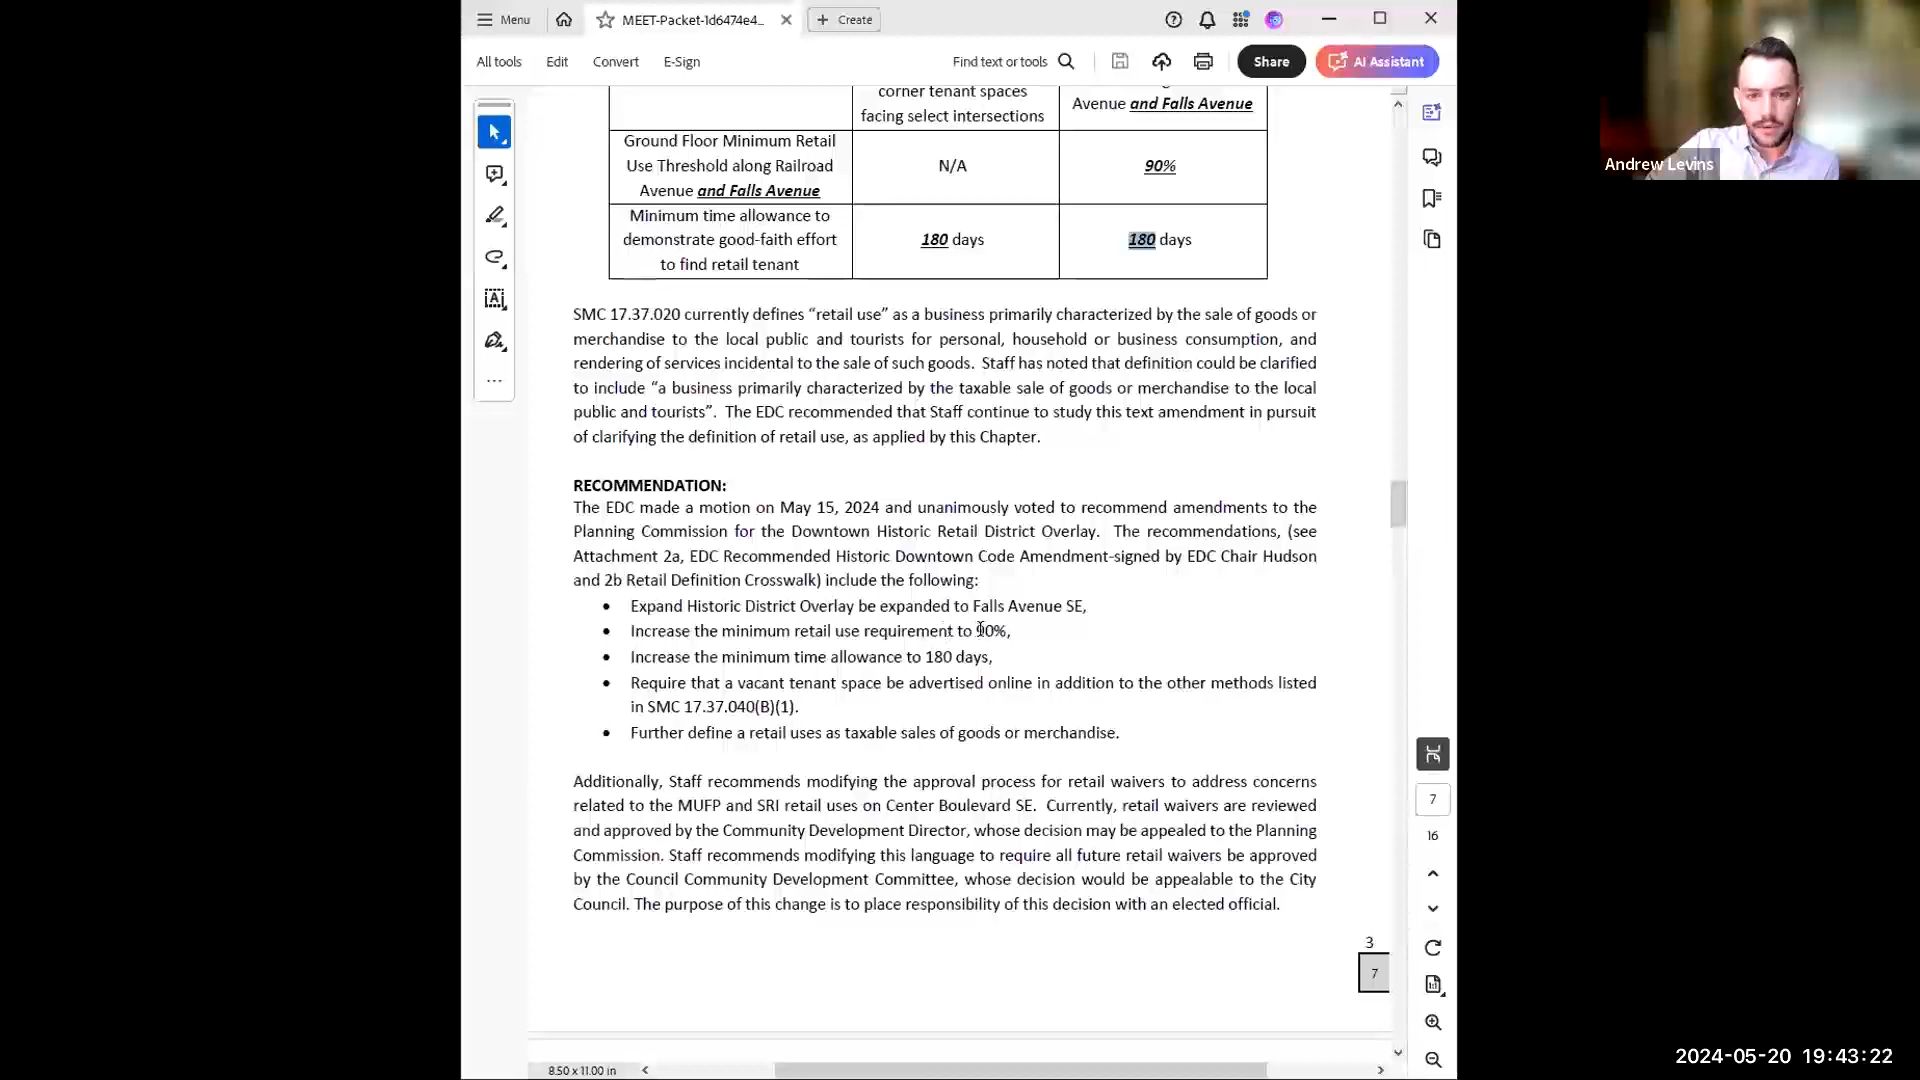 Menu
MEET-Packet-1d6474e4...
Create
All tools
Edit
Convert
E-Sign
Find text or tools
Share
AI Assistant
corner tenant spaces
facing select intersections
Avenue and Falls Avenue
Ground Floor Minimum Retail
Use Threshold along Railroad
Avenue and Falls Avenue
N/A
90%
Minimum time allowance to
demonstrate good-faith effort
to find retail tenant
180 days
180 days
SMC 17.37.020 currently defines “retail use” as a business primarily characterized by the sale of goods or
merchandise to the local public and tourists for personal, household or business consumption, and
rendering of services incidental to the sale of such goods. Staff has noted that definition could be clarified
to include “a business primarily characterized by the taxable sale of goods or merchandise to the local
public and tourists”. The EDC recommended that Staff continue to study this text amendment in pursuit
of clarifying the definition of retail use, as applied by this Chapter.
RECOMMENDATION:
The EDC made a motion on May 15, 2024 and unanimously voted to recommend amendments to the
Planning Commission for the Downtown Historic Retail District Overlay. The recommendations, (see
Attachment 2a, EDC Recommended Historic Downtown Code Amendment-signed by EDC Chair Hudson
and 2b Retail Definition Crosswalk) include the following:
• Expand Historic District Overlay be expanded to Falls Avenue SE,
• Increase the minimum retail use requirement to 90%,
• Increase the minimum time allowance to 180 days,
• Require that a vacant tenant space be advertised online in addition to the other methods listed
in SMC 17.37.040(B)(1).
• Further define a retail uses as taxable sales of goods or merchandise.
Additionally, Staff recommends modifying the approval process for retail waivers to address concerns
related to the MUFP and SRI retail uses on Center Boulevard SE. Currently, retail waivers are reviewed
and approved by the Community Development Director, whose decision may be appealed to the Planning
Commission. Staff recommends modifying this language to require all future retail waivers be approved
by the Council Community Development Committee, whose decision would be appealable to the City
Council. The purpose of this change is to place responsibility of this decision with an elected official.
3
7
7
16
8.50 x 11.00 in
Andrew Levins
2024-05-20 19:43:22